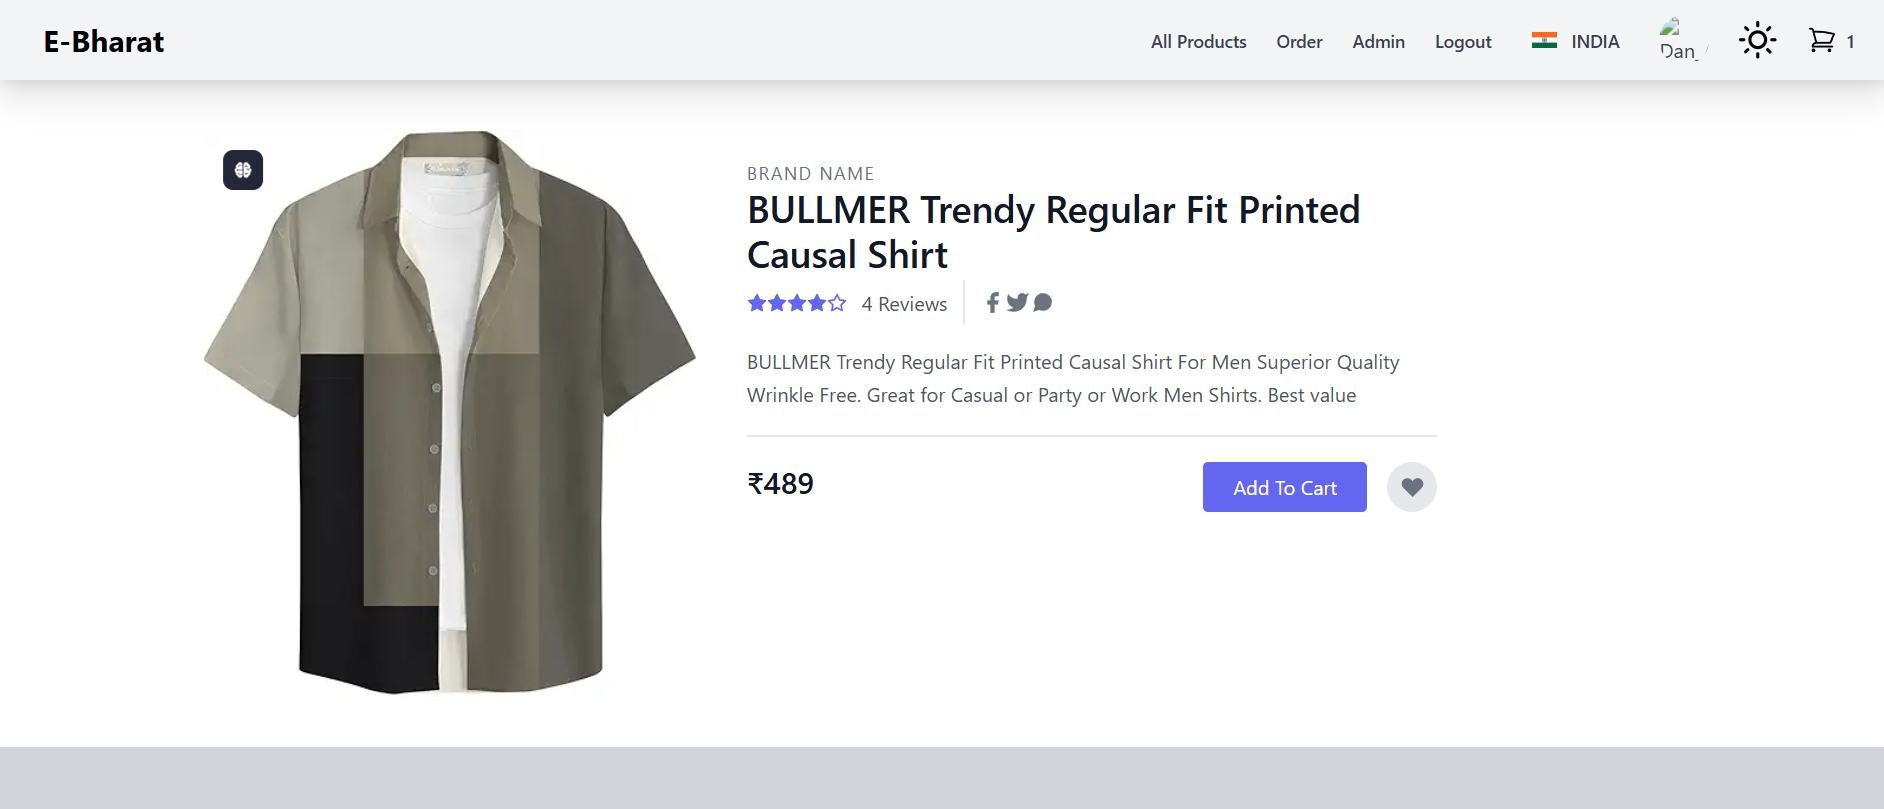 E-Bharat
All Products Order Admin Logout INDIA Dan_ 1
BRAND NAME
BULLMER Trendy Regular Fit Printed
Causal Shirt
4 Reviews
BULLMER Trendy Regular Fit Printed Causal Shirt For Men Superior Quality
Wrinkle Free. Great for Casual or Party or Work Men Shirts. Best value
₹489
Add To Cart